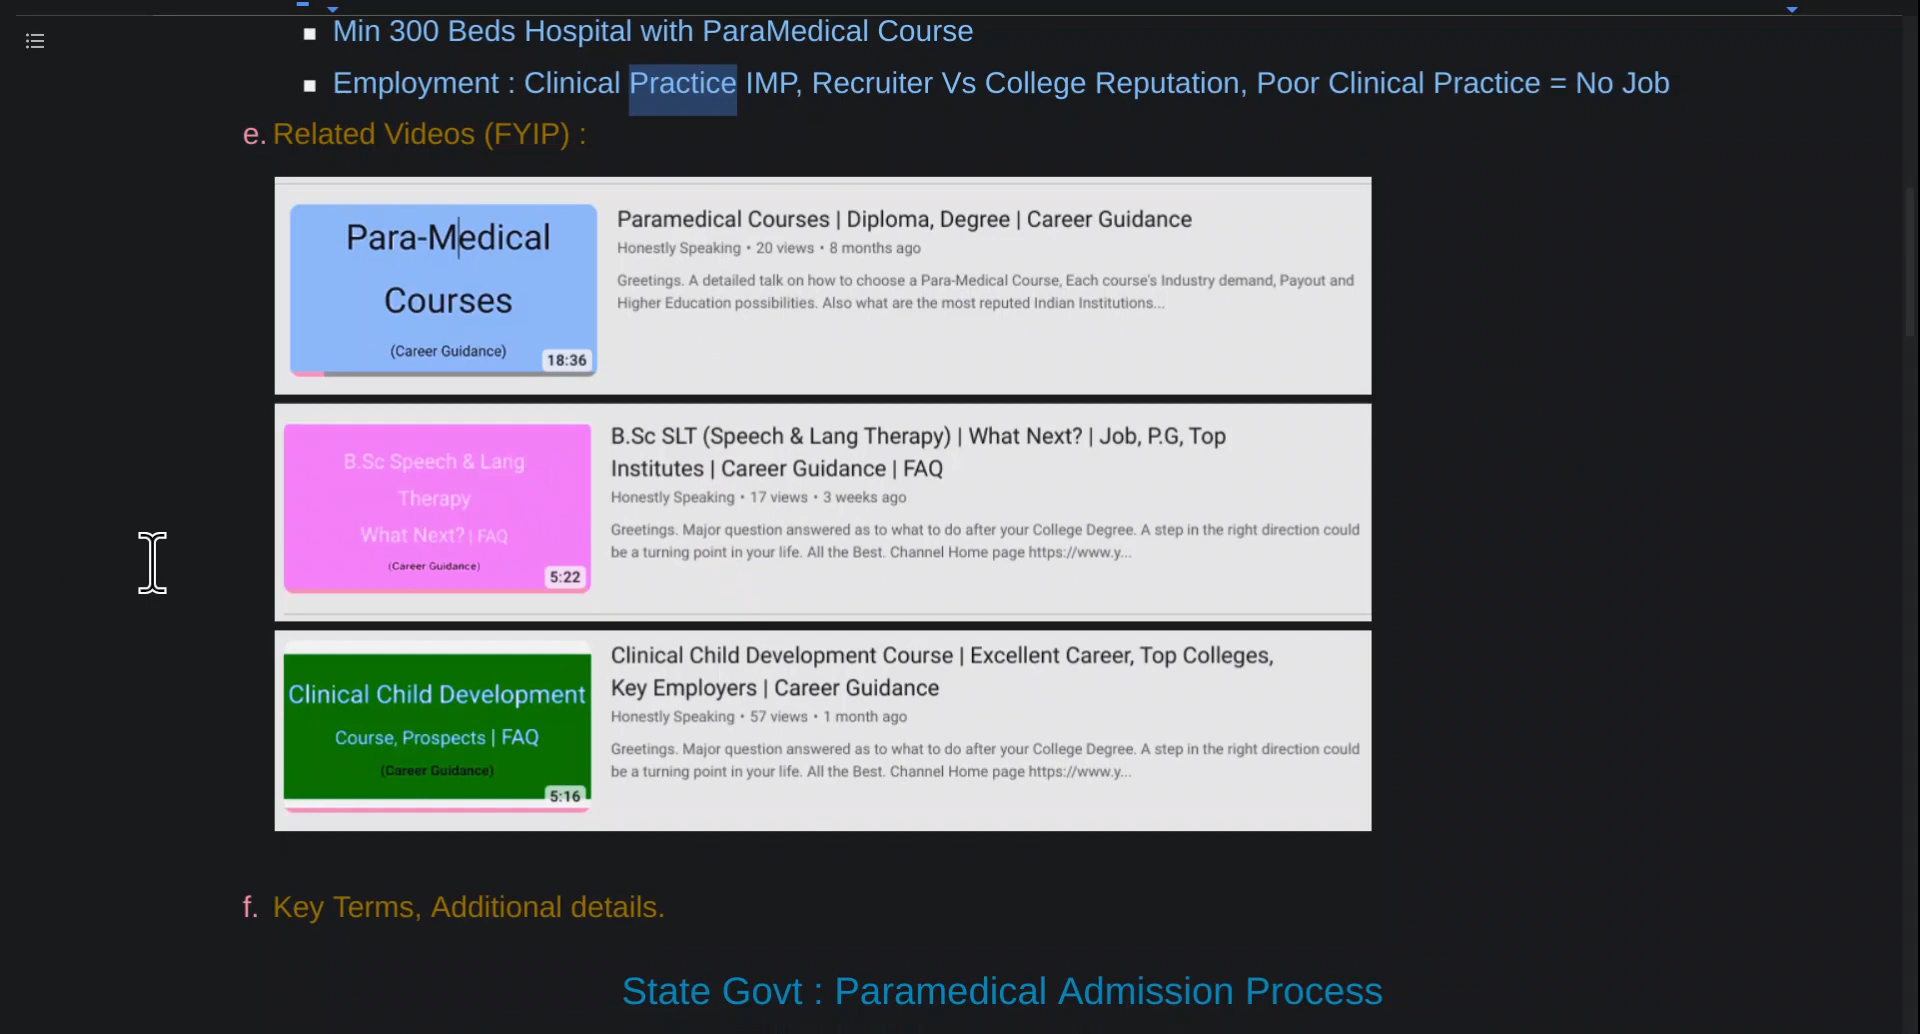 Min 300 Beds Hospital with ParaMedical Course
Employment : Clinical Practice IMP, Recruiter Vs College Reputation, Poor Clinical Practice = No Job
e. Related Videos (FYIP) :
Para-Medical
Courses
(Career Guidance)
18:36
Paramedical Courses | Diploma, Degree | Career Guidance
Honestly Speaking • 20 views • 8 months ago
Greetings. A detailed talk on how to choose a Para-Medical Course, Each course's Industry demand, Payout and
Higher Education possibilities. Also what are the most reputed Indian Institutions...
B.Sc Speech & Lang
Therapy
What Next? | FAQ
(Career Guidance)
5:22
B.Sc SLT (Speech & Lang Therapy) | What Next? | Job, P.G, Top
Institutes | Career Guidance | FAQ
Honestly Speaking • 17 views • 3 weeks ago
Greetings. Major question answered as to what to do after your College Degree. A step in the right direction could
be a turning point in your life. All the Best. Channel Home page https://www.y...
Clinical Child Development
Course, Prospects | FAQ
(Career Guidance)
5:16
Clinical Child Development Course | Excellent Career, Top Colleges,
Key Employers | Career Guidance
Honestly Speaking • 57 views • 1 month ago
Greetings. Major question answered as to what to do after your College Degree. A step in the right direction could
be a turning point in your life. All the Best. Channel Home page https://www.y...
f. Key Terms, Additional details.
State Govt : Paramedical Admission Process